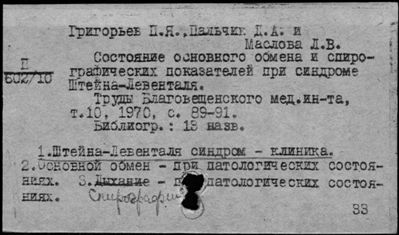 Григорьев П.Я., Пальчик Д.А. и
Маслова Л.В.
Состояние основного обмена и спиро-
графических показателей при синдроме
Штейна-Левенталя.
Труды Благовещенского мед.ин-та,
т.10, 1970, с. 89-91.
Библиогр.: 13 назв.
П
602/10
1.Штейна-Левенталя синдром - клиника.
2.Основной обмен - при патологических состоя-
ниях. 3.Дыхание - патологических состоя-
ниях. Спирография
33